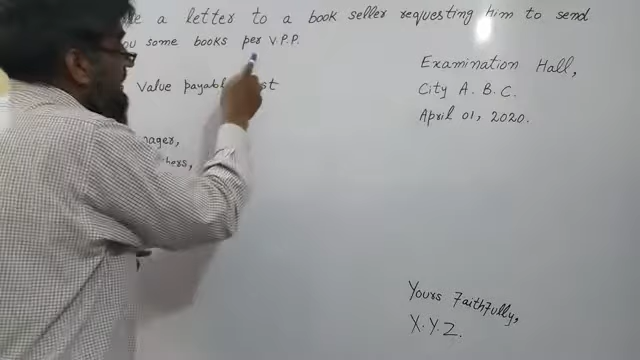 a letter to a book seller requesting him to send
some books per V.P.P.
Value payable
Examination Hall,
City A. B. C.
April 01, 2020.
Yours Faithfully,
X.Y.Z.